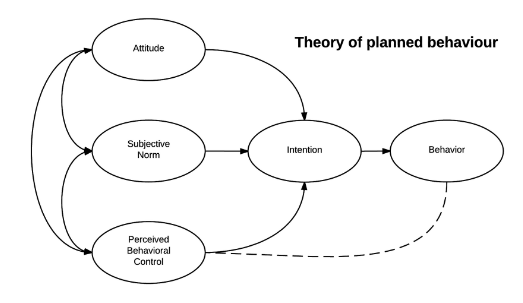 Theory of planned behaviour
Attitude
Subjective
Norm
Intention
Behavior
Perceived
Behavioral
Control